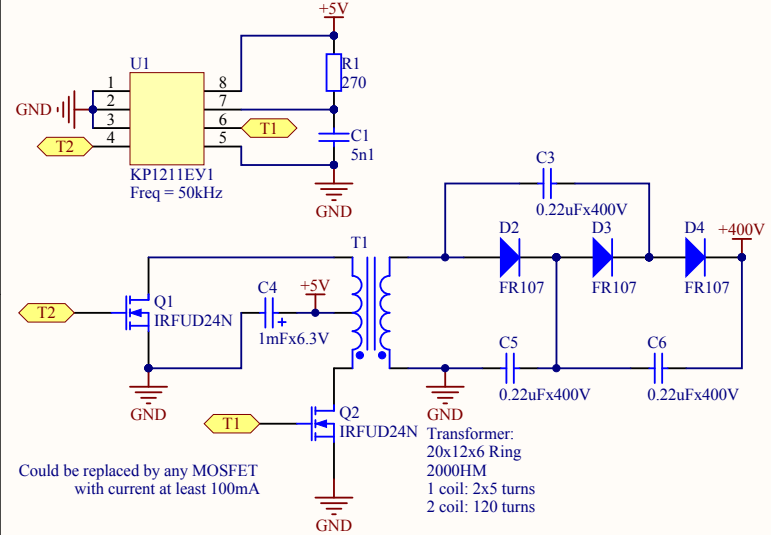 +5V
U1
R1
270
1
2
3
4
8
7
6
5
GND
T1
T2
C1
5n1
КР1211ЕУ1
Freq = 50kHz
GND
C3
0.22uFx400V
D2
D3
D4
+400V
FR107
FR107
FR107
T1
C4
+5V
+
1mFx6.3V
T2
Q1
IRFUD24N
C5
0.22uFx400V
C6
0.22uFx400V
GND
GND
T1
Q2
IRFUD24N
GND
Transformer:
20x12x6 Ring
2000HM
1 coil: 2x5 turns
2 coil: 120 turns
Could be replaced by any MOSFET
with current at least 100mA